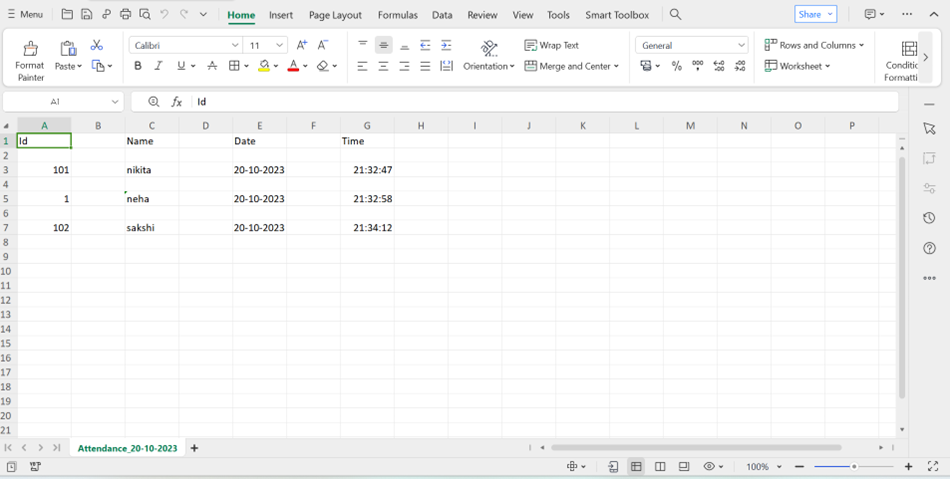 Menu Home Insert Page Layout Formulas Data Review View Tools Smart Toolbox Share
Calibri 11 A+ A- Wrap Text General Rows and Columns
Format Painter Paste B I U A A Orientation Merge and Center % Worksheet Conditic Formatti
A1 fx Id
A B C D E F G H I J K L M N O P
1 Id Name Date Time
2
3 101 nikita 20-10-2023 21:32:47
4
5 1 neha 20-10-2023 21:32:58
6
7 102 sakshi 20-10-2023 21:34:12
8
9
10
11
12
13
14
15
16
17
18
19
20
21
Attendance_20-10-2023 +
100%